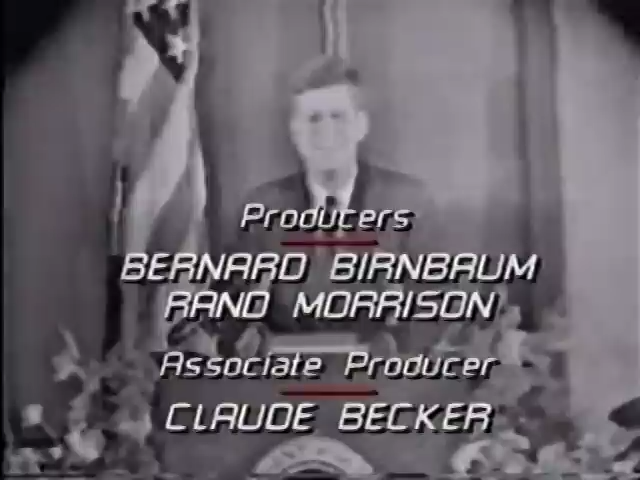 Producers
BERNARD BIRNBAUM
RAND MORRISON
Associate Producer
CLAUDE BECKER